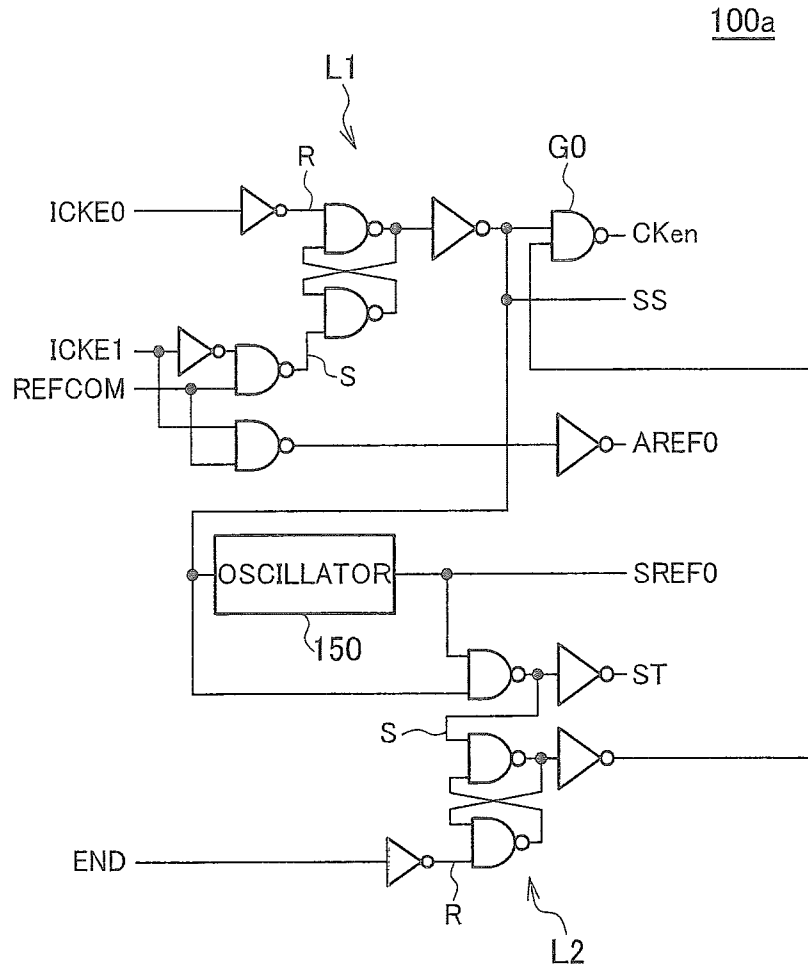 100a
L1
G0
R
ICKE0
CKen
SS
ICKE1
S
REFCOM
AREF0
OSCILLATOR
SREF0
150
ST
S
END
R
L2